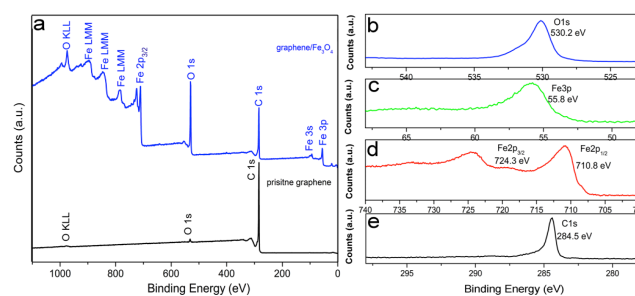 a
graphene/Fe3O4
O KLL
Fe LMM
Fe LMM
Fe LMM
Fe 2p3/2
O 1s
C 1s
Fe 3s
Fe 3p
prisitne graphene
O KLL
O 1s
C 1s
Counts (a.u.)
1000 800 600 400 200 0
Binding Energy (eV)
b
O1s
530.2 eV
Counts (a.u.)
540 530
c
Fe3p
55.8 eV
Counts (a.u.)
65 60 55 50
d
Fe2p3/2
724.3 eV
Fe2p1/2
710.8 eV
Counts (a.u.)
740 735 730 725 720 715 710 705 700
e
C1s
284.5 eV
Counts (a.u.)
295 290 285 280
Binding Energy (eV)